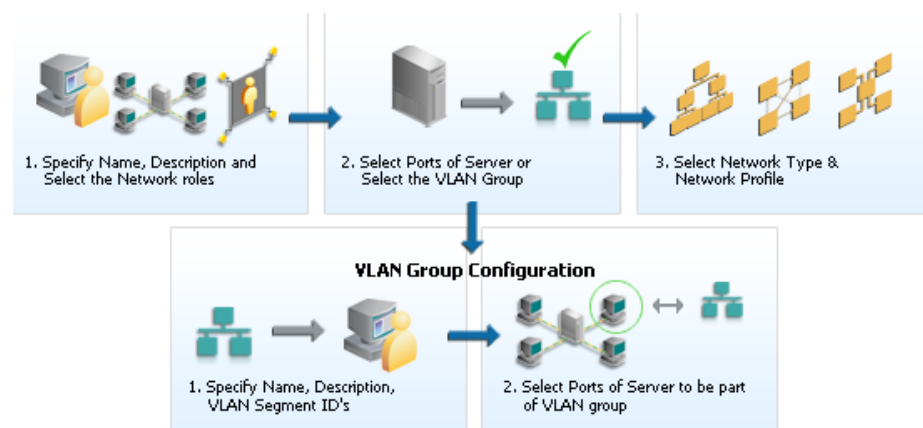 1. Specify Name, Description and
Select the Network roles
2. Select Ports of Server or
Select the VLAN Group
3. Select Network Type &
Network Profile
VLAN Group Configuration
1. Specify Name, Description,
VLAN Segment ID's
2. Select Ports of Server to be part
of VLAN group